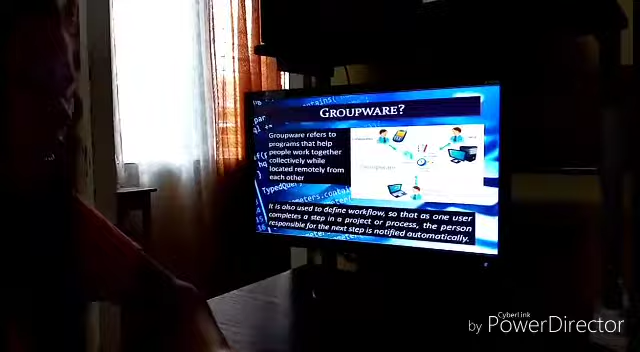 GROUPWARE?
Groupware refers to
programs that help
people work together
collectively while
located remotely from
each other
It is also used to define workflow, so that as one user
completes a step in a project or process, the person
responsible for the next step is notified automatically.
CyberLink
by PowerDirector